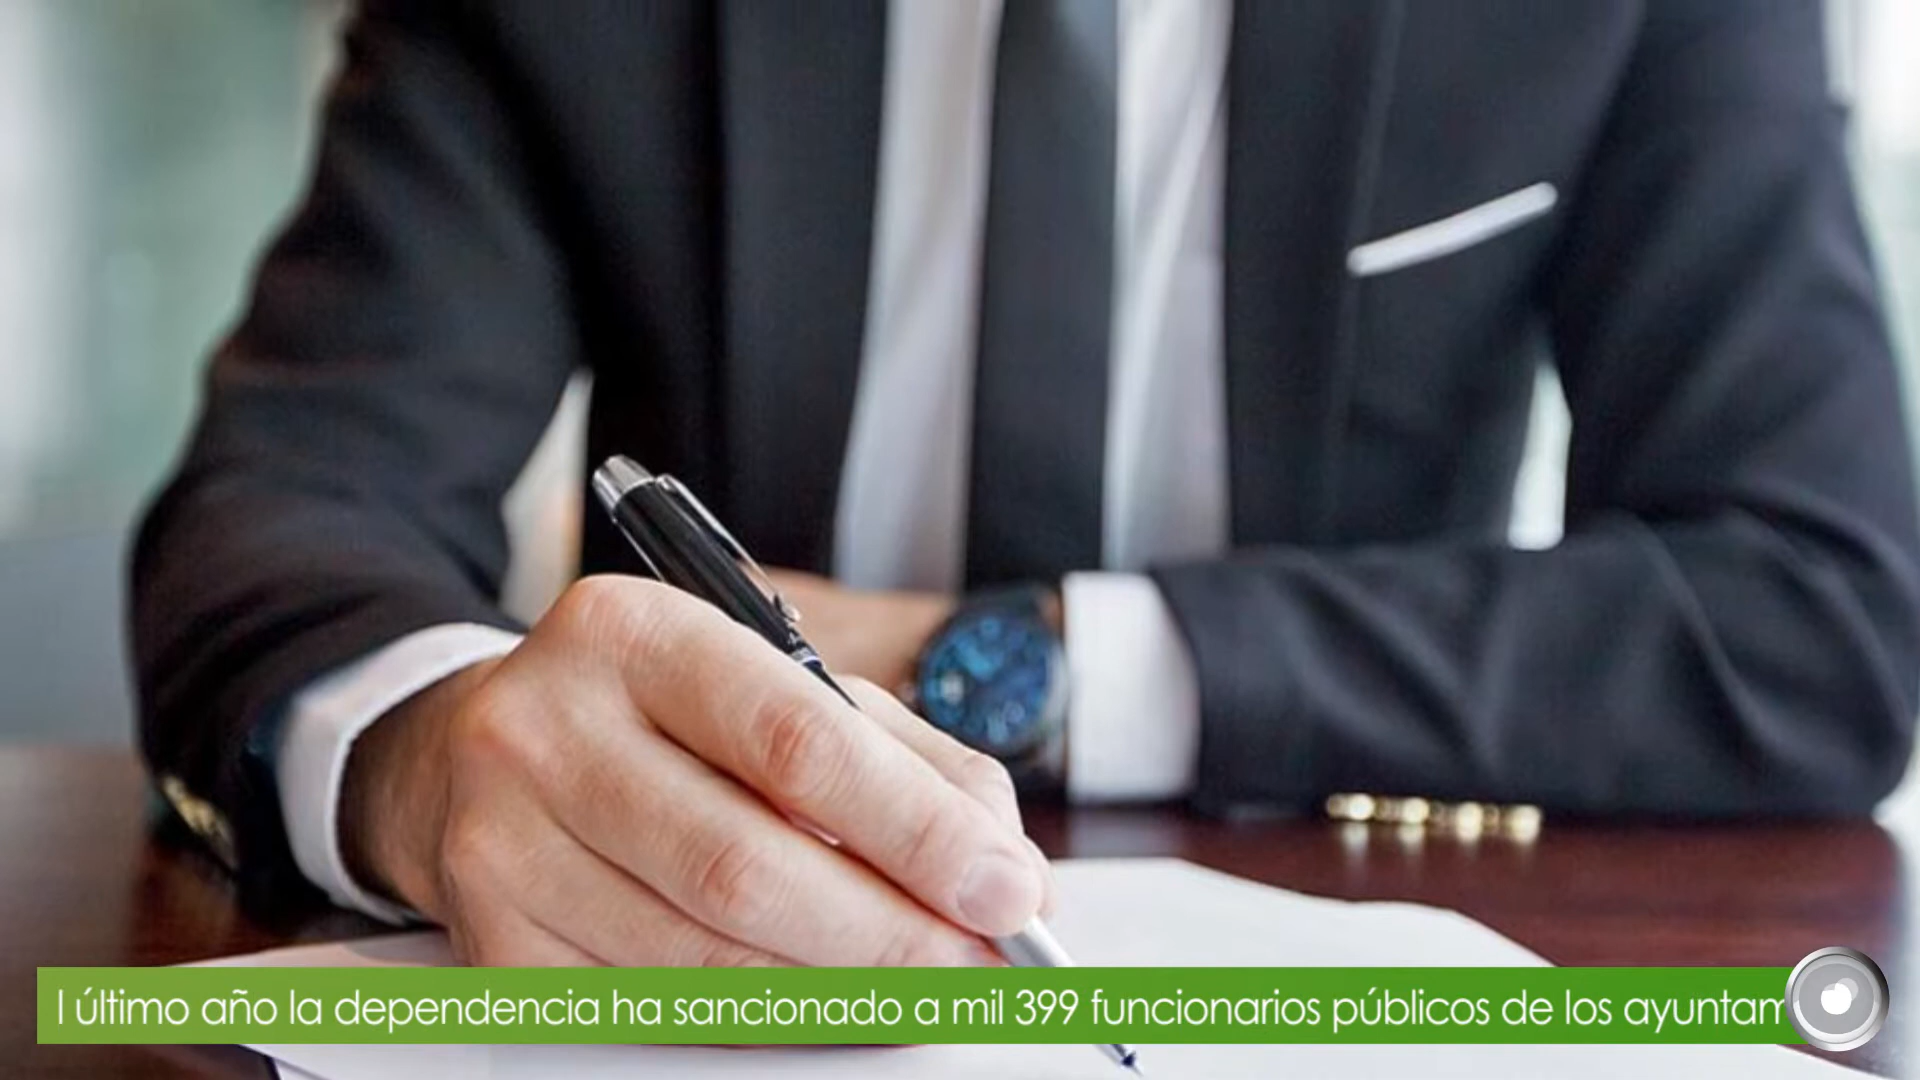 l último año la dependencia ha sancionado a mil 399 funcionarios públicos de los ayuntam